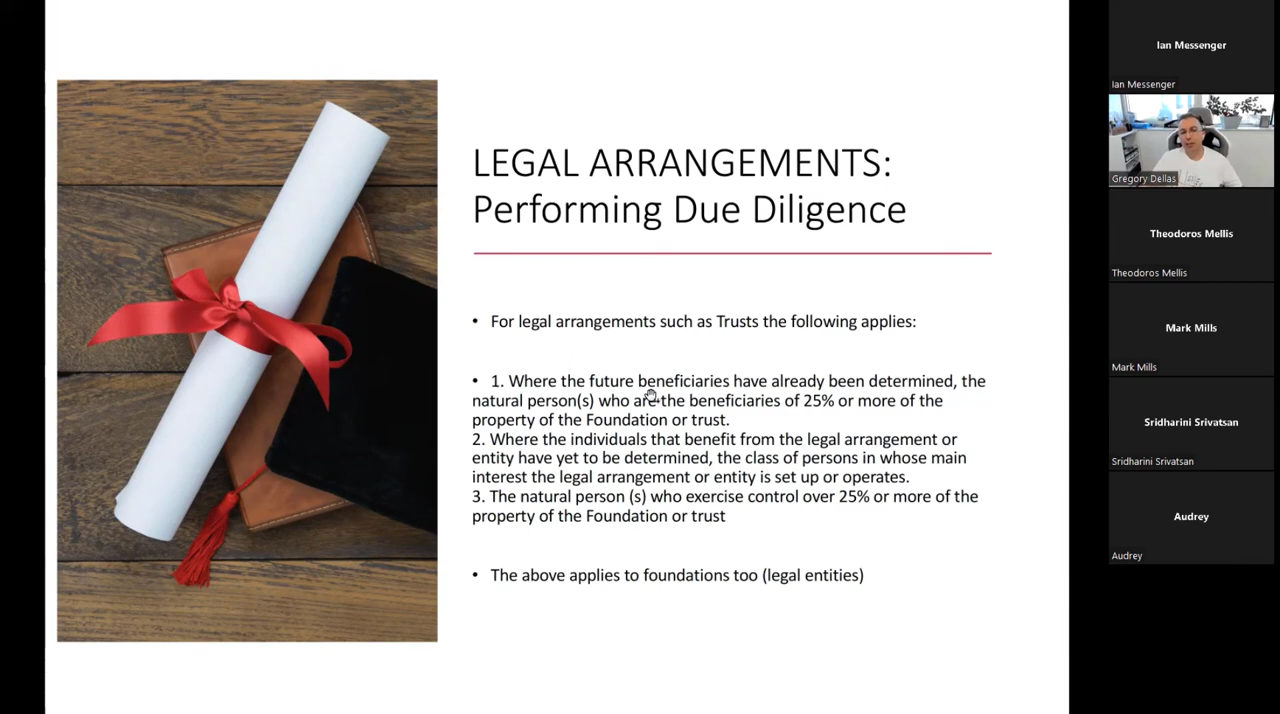 LEGAL ARRANGEMENTS:
Performing Due Diligence
• For legal arrangements such as Trusts the following applies:
• 1. Where the future beneficiaries have already been determined, the
natural person(s) who are the beneficiaries of 25% or more of the
property of the Foundation or trust.
2. Where the individuals that benefit from the legal arrangement or
entity have yet to be determined, the class of persons in whose main
interest the legal arrangement or entity is set up or operates.
3. The natural person (s) who exercise control over 25% or more of the
property of the Foundation or trust
• The above applies to foundations too (legal entities)
Ian Messenger
Ian Messenger
Gregory Dellas
Theodoros Mellis
Theodoros Mellis
Mark Mills
Mark Mills
Sridharini Srivatsan
Sridharini Srivatsan
Audrey
Audrey